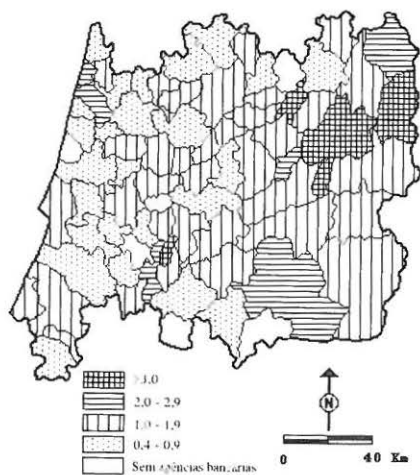 >3,0
2,0 - 2,9
1,0 - 1,9
0,4 - 0,9
Sem agências bancárias
N
0 40 Km